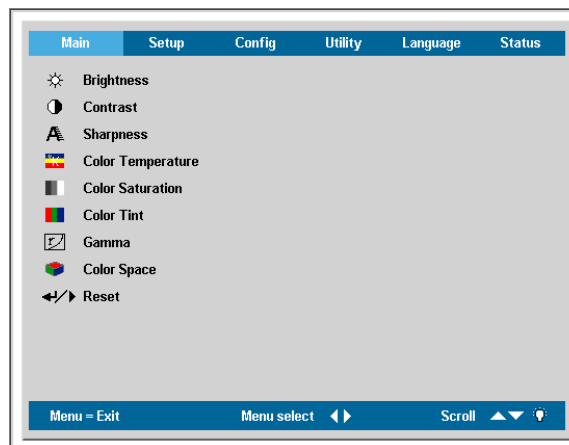 Main Setup Config Utility Language Status
Brightness
Contrast
Sharpness
Color Temperature
Color Saturation
Color Tint
Gamma
Color Space
Reset
Menu = Exit Menu select Scroll